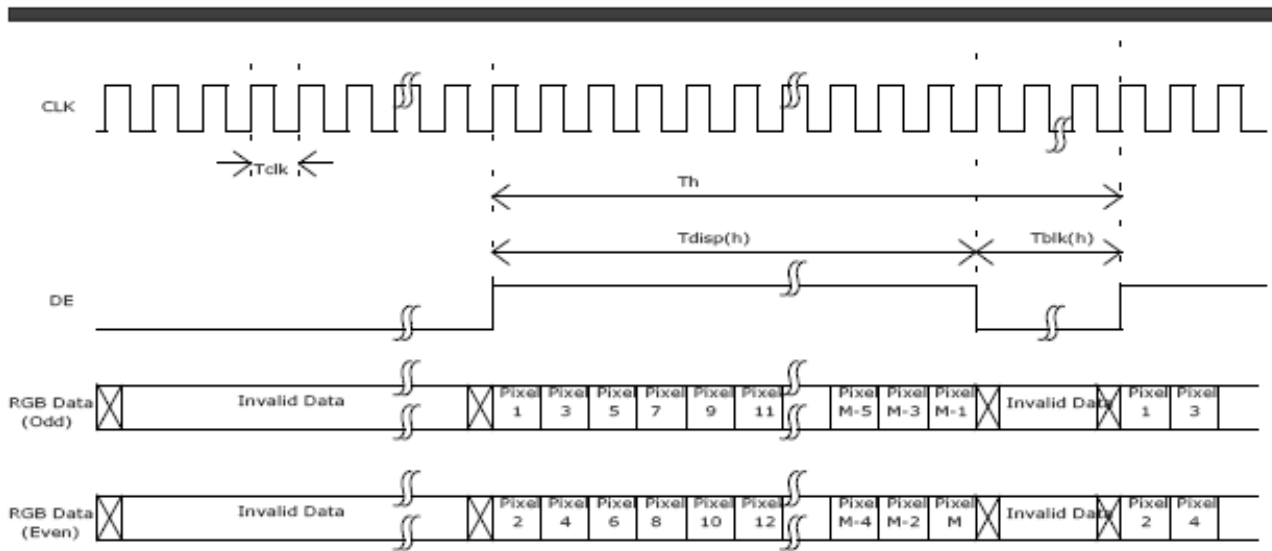 CLK
Tclk
Th
Tdisp(h)
Tblk(h)
DE
RGB Data
(Odd)
Invalid Data
Pixel 1
Pixel 3
Pixel 5
Pixel 7
Pixel 9
Pixel 11
Pixel M-5
Pixel M-3
Pixel M-1
Invalid Data
Pixel 1
Pixel 3
RGB Data
(Even)
Invalid Data
Pixel 2
Pixel 4
Pixel 6
Pixel 8
Pixel 10
Pixel 12
Pixel M-4
Pixel M-2
Pixel M
Invalid Data
Pixel 2
Pixel 4